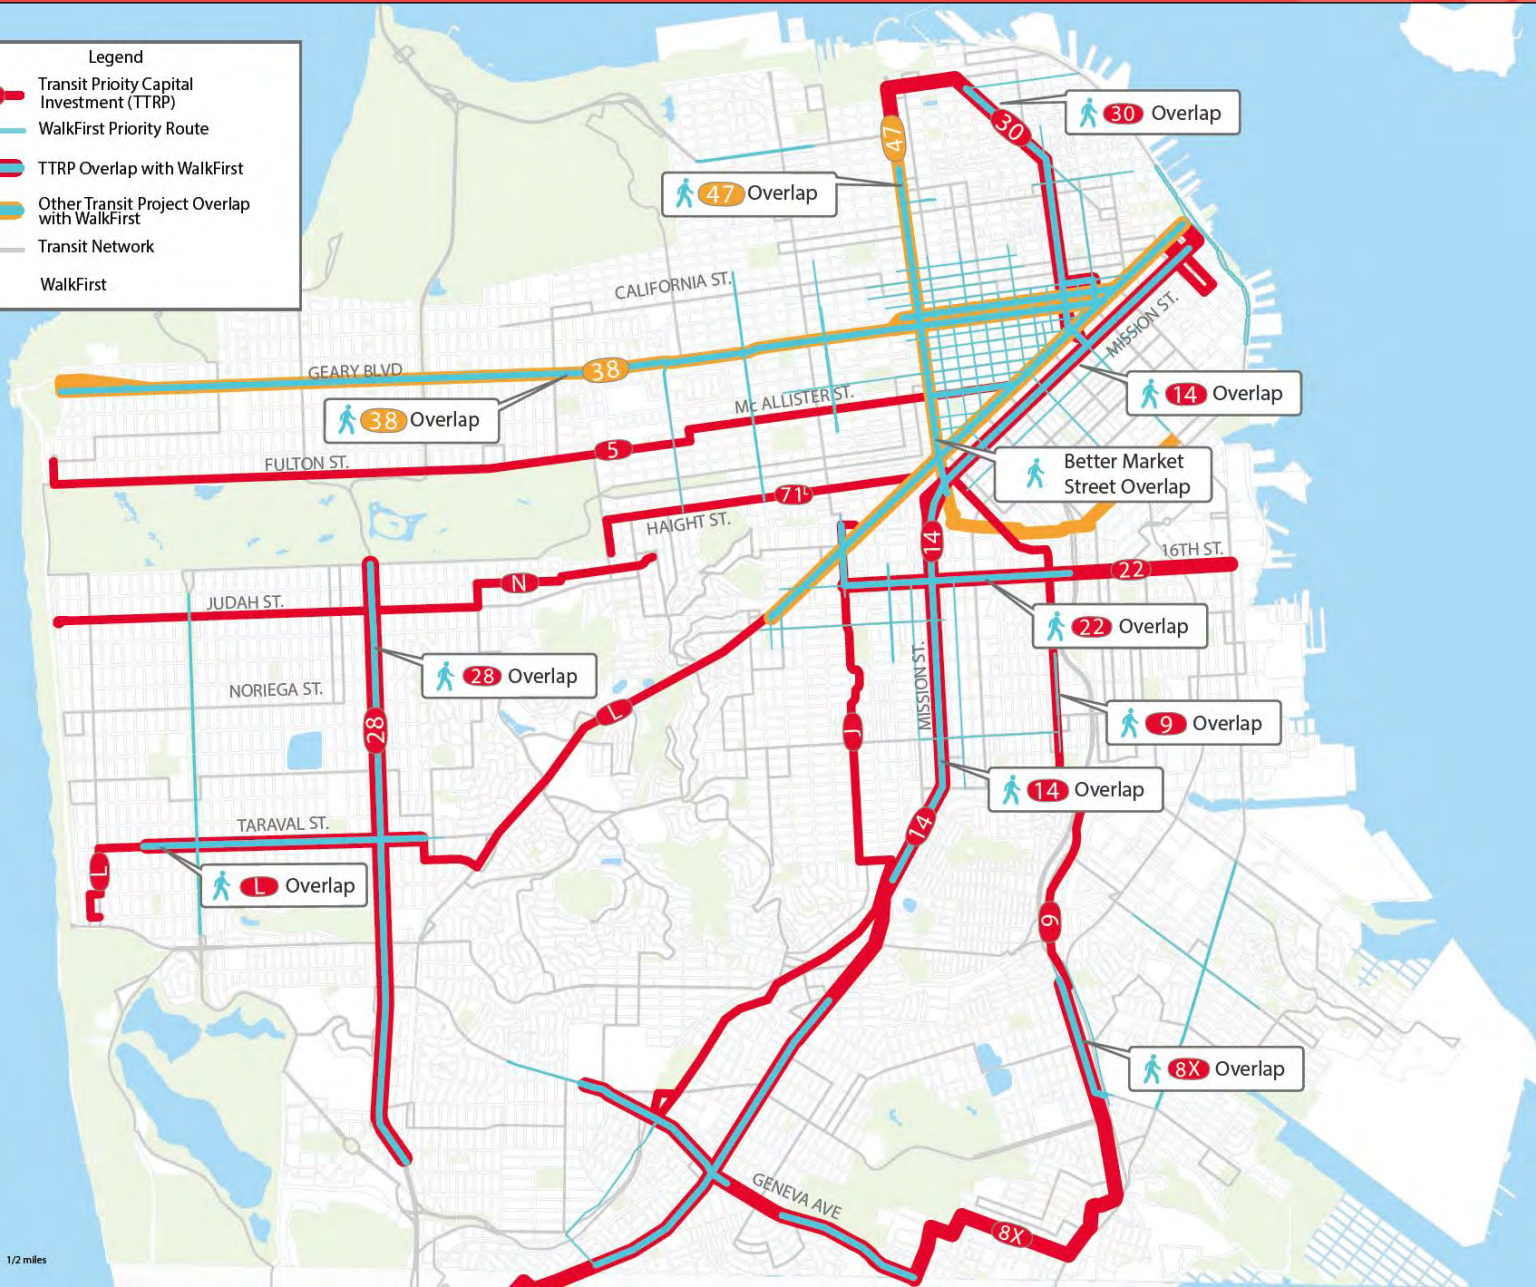 Legend
Transit Prioity Capital
Investment (TTRP)
WalkFirst Priority Route
TTRP Overlap with WalkFirst
Other Transit Project Overlap
with WalkFirst
Transit Network
WalkFirst
30 Overlap
30
47
47 Overlap
CALIFORNIA ST.
MISSION ST.
GEARY BLVD
38
38 Overlap
14 Overlap
Mc ALLISTER ST.
5
FULTON ST.
Better Market
Street Overlap
71L
HAIGHT ST.
14
16TH ST.
22
N
JUDAH ST.
22 Overlap
28 Overlap
NORIEGA ST.
MISSION ST.
L
28
J
9 Overlap
14 Overlap
TARAVAL ST.
14
L
L Overlap
9
8X Overlap
GENEVA AVE
8X
1/2 miles